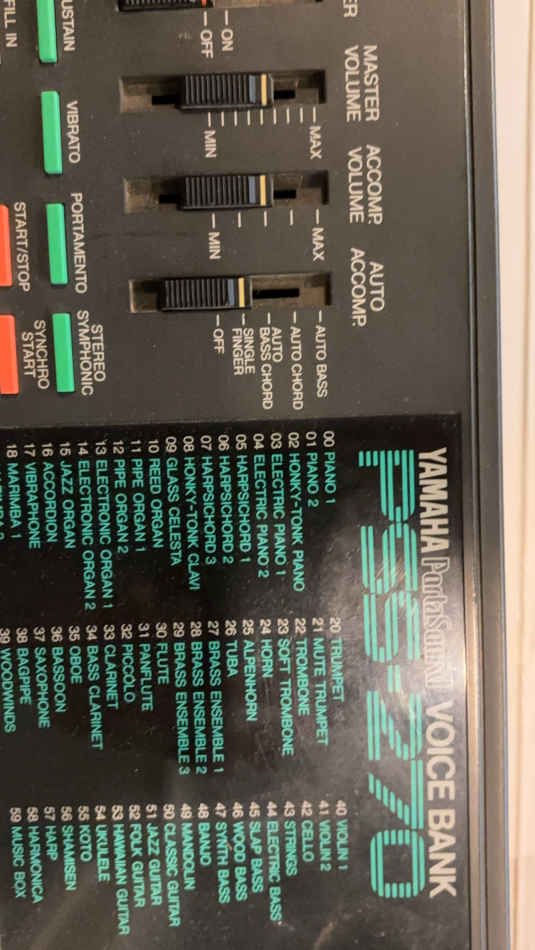 ER
ON
OFF
MASTER
VOLUME
MAX
MIN
ACCOMP.
VOLUME
MAX
MIN
AUTO
ACCOMP.
AUTO BASS
AUTO CHORD
AUTO
BASS CHORD
SINGLE
FINGER
OFF
USTAIN
VIBRATO
PORTAMENTO
STEREO
SYMPHONIC
FILL IN
START/STOP
SYNCHRO
START
YAMAHA PortaSound VOICE BANK
PSS-270
00 PIANO 1
01 PIANO 2
02 HONKY-TONK PIANO
03 ELECTRIC PIANO 1
04 ELECTRIC PIANO 2
05 HARPSICHORD 1
06 HARPSICHORD 2
07 HARPSICHORD 3
08 HONKY-TONK CLAVI
09 GLASS CELESTA
10 REED ORGAN
11 PIPE ORGAN 1
12 PIPE ORGAN 2
13 ELECTRONIC ORGAN 1
14 ELECTRONIC ORGAN 2
15 JAZZ ORGAN
16 ACCORDION
17 VIBRAPHONE
18 MARIMBA 1
20 TRUMPET
21 MUTE TRUMPET
22 TROMBONE
23 SOFT TROMBONE
24 HORN
25 ALPENHORN
26 TUBA
27 BRASS ENSEMBLE 1
28 BRASS ENSEMBLE 2
29 BRASS ENSEMBLE 3
30 FLUTE
31 PANFLUTE
32 PICCOLO
33 CLARINET
34 BASS CLARINET
35 OBOE
36 BASSOON
37 SAXOPHONE
38 BAGPIPE
39 WOODWINDS
40 VIOLIN 1
41 VIOLIN 2
42 CELLO
43 STRINGS
44 ELECTRIC BASS
45 SLAP BASS
46 WOOD BASS
47 SYNTH BASS
48 BANJO
49 MANDOLIN
50 CLASSIC GUITAR
51 JAZZ GUITAR
52 FOLK GUITAR
53 HAWAIIAN GUITAR
54 UKULELE
55 KOTO
56 SHAMISEN
57 HARP
58 HARMONICA
59 MUSIC BOX